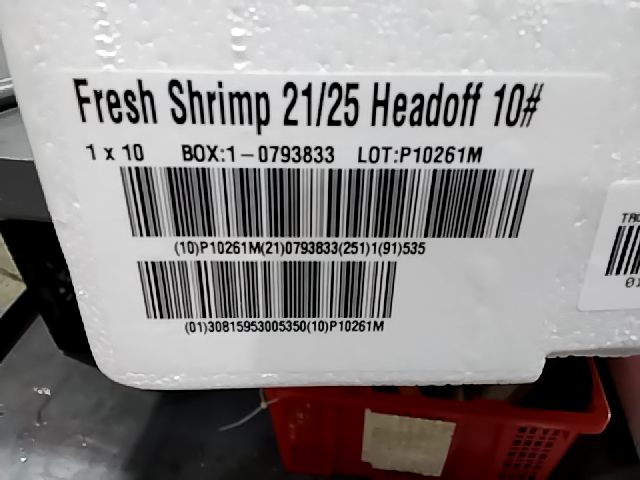 Fresh Shrimp 21/25 Headoff 10#
1 x 10 BOX:1-0793833 LOT:P10261M
(10)P10261M(21)0793833(251)1(91)535
(01)30815953005350(10)P10261M